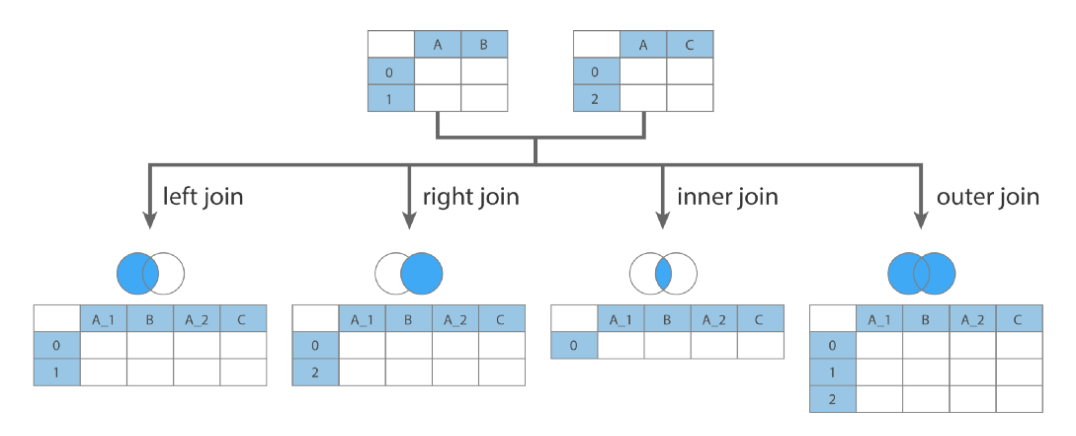 A B A C
0 0
1 2
left join right join inner join outer join
A_1 B A_2 C A_1 B A_2 C A_1 B A_2 C A_1 B A_2 C
0 0 0 0
1 2 1
2